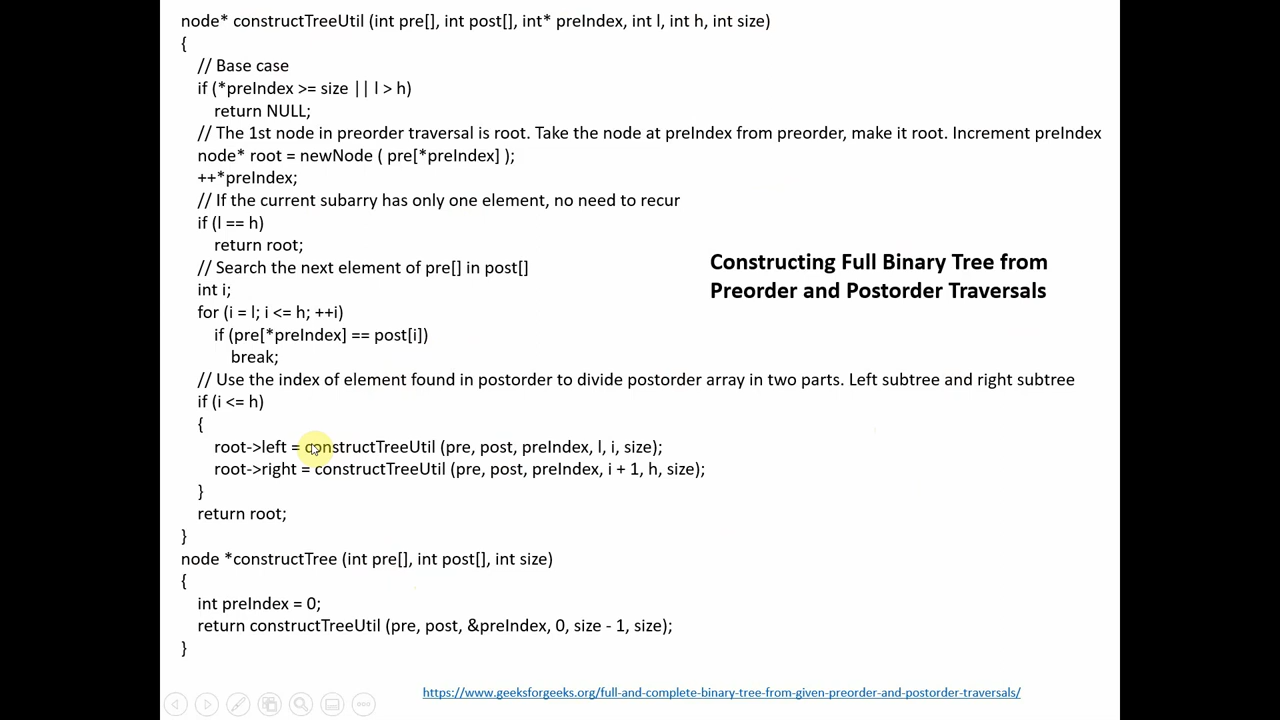 node* constructTreeUtil (int pre[], int post[], int* preIndex, int l, int h, int size)
{
// Base case
if (*preIndex >= size || l > h)
return NULL;
// The 1st node in preorder traversal is root. Take the node at preIndex from preorder, make it root. Increment preIndex
node* root = newNode ( pre[*preIndex] );
++*preIndex;
// If the current subarry has only one element, no need to recur
if (l == h)
return root;
// Search the next element of pre[] in post[]
int i;
for (i = l; i <= h; ++i)
if (pre[*preIndex] == post[i])
break;
// Use the index of element found in postorder to divide postorder array in two parts. Left subtree and right subtree
if (i <= h)
{
root->left = constructTreeUtil (pre, post, preIndex, l, i, size);
root->right = constructTreeUtil (pre, post, preIndex, i + 1, h, size);
}
return root;
}
node *constructTree (int pre[], int post[], int size)
{
int preIndex = 0;
return constructTreeUtil (pre, post, &preIndex, 0, size - 1, size);
}
Constructing Full Binary Tree from
Preorder and Postorder Traversals
https://www.geeksforgeeks.org/full-and-complete-binary-tree-from-given-preorder-and-postorder-traversals/